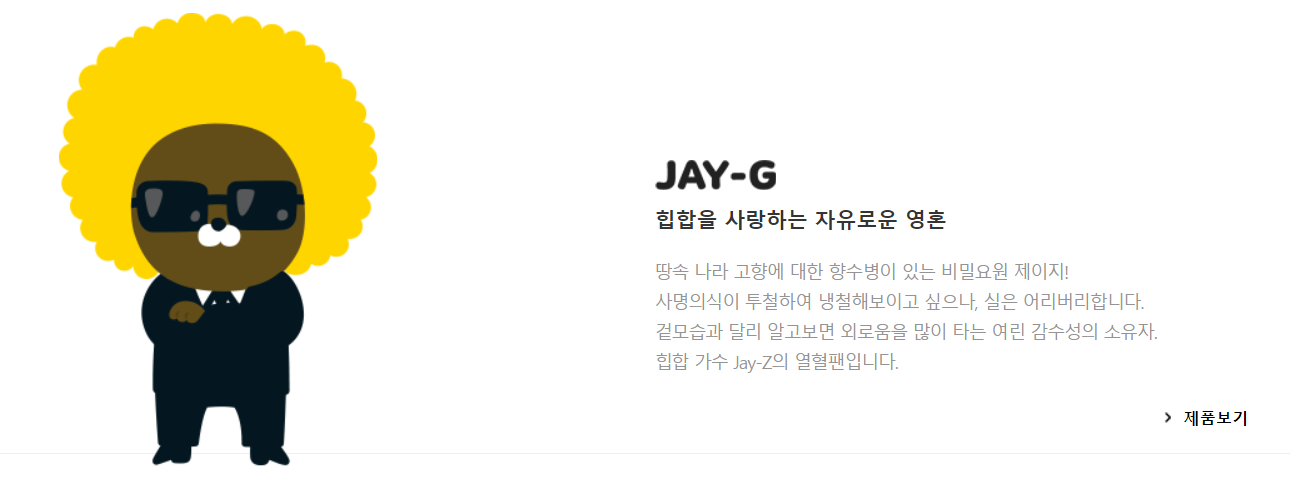 JAY-G
힙합을 사랑하는 자유로운 영혼
땅속 나라 고향에 대한 향수병이 있는 비밀요원 제이지!
사명의식이 투철하여 냉철해보이고 싶으나, 실은 어리버리합니다.
겉모습과 달리 알고보면 외로움을 많이 타는 여린 감수성의 소유자.
힙합 가수 Jay-Z의 열혈팬입니다.
> 제품보기